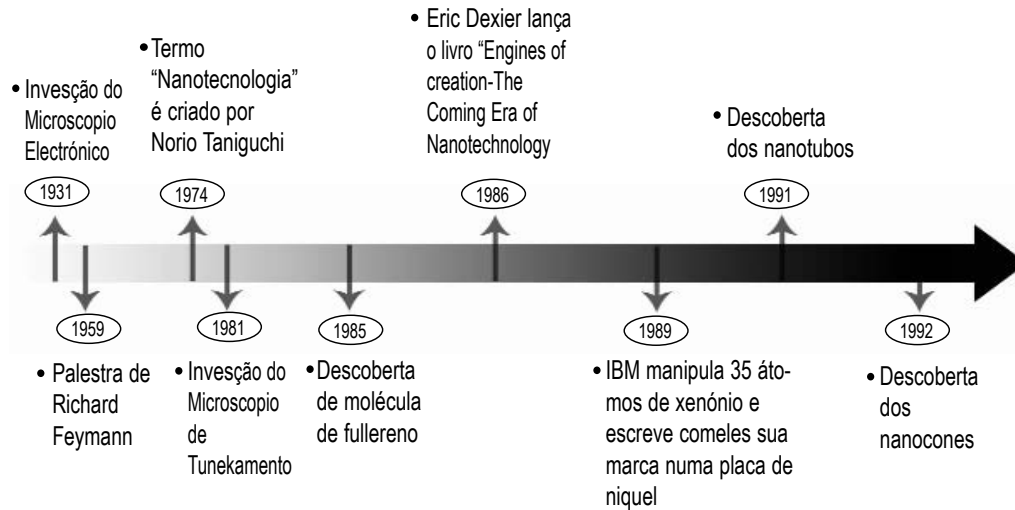 • Invesção do
Microscopio
Electrónico
1931
• Termo
“Nanotecnologia”
é criado por
Norio Taniguchi
1974
• Eric Dexier lança
o livro “Engines of
creation-The
Coming Era of
Nanotechnology
1986
• Descoberta
dos nanotubos
1991
1959
• Palestra de
Richard
Feymann
1981
• Invesção do
Microscopio
de
Tunekamento
1985
• Descoberta
de molécula
de fullereno
1989
• IBM manipula 35 áto-
mos de xenónio e
escreve comeles sua
marca numa placa de
niquel
1992
• Descoberta
dos
nanocones